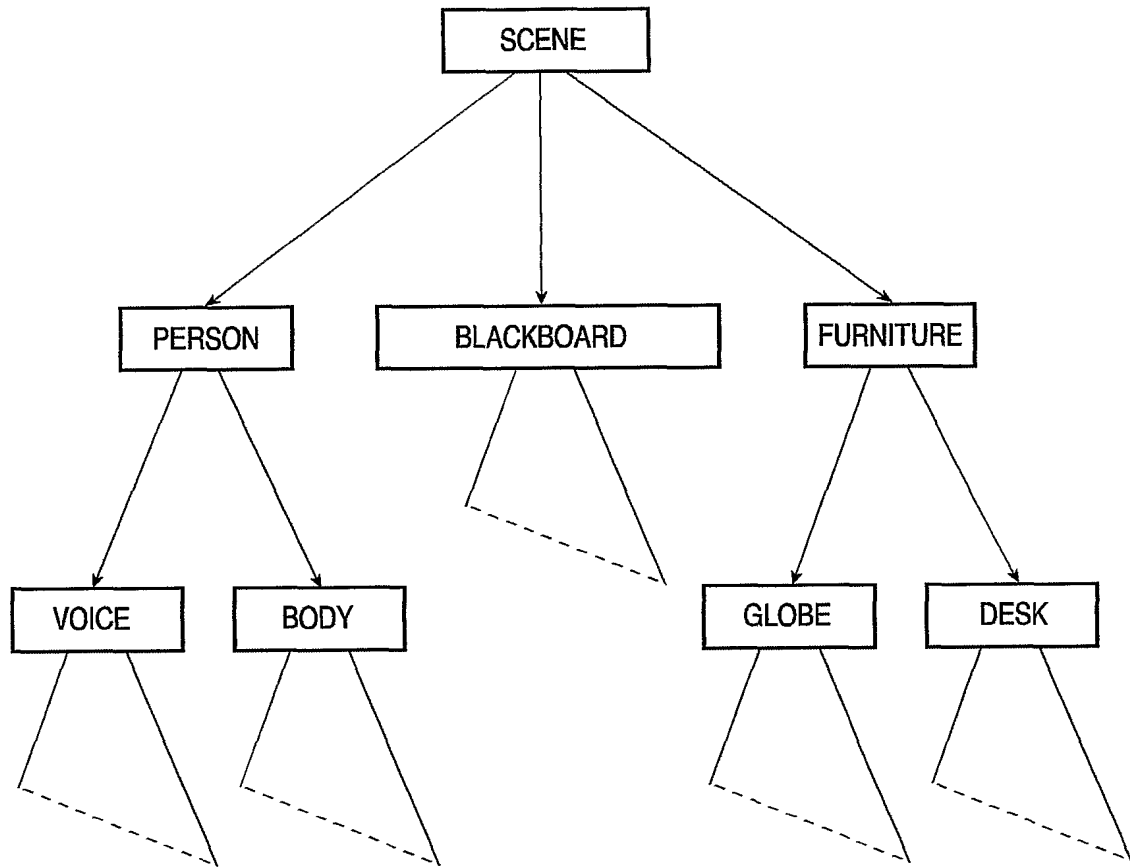 SCENE
PERSON
BLACKBOARD
FURNITURE
VOICE
BODY
GLOBE
DESK